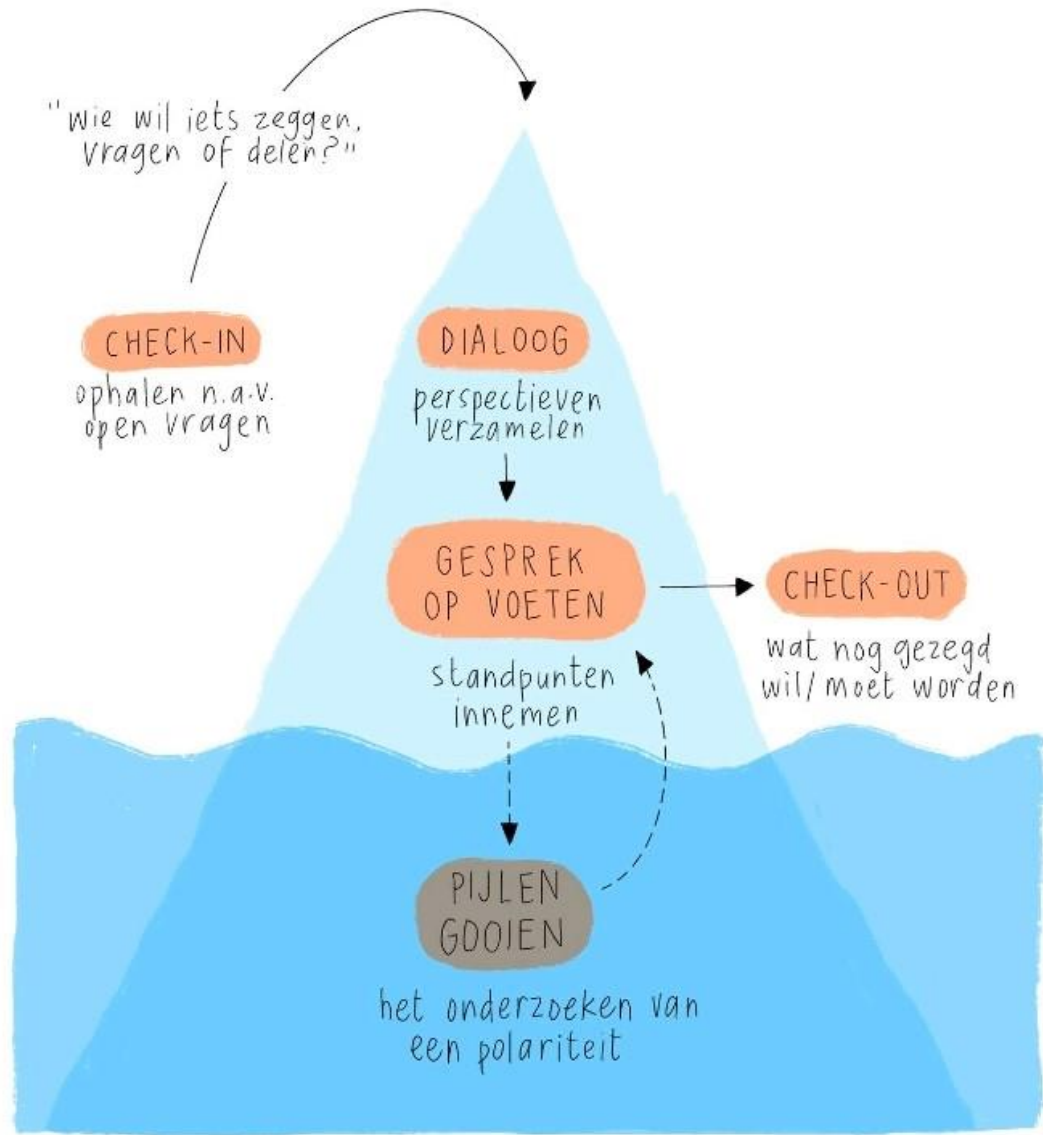 "wie wil iets zeggen,
vragen of delen?"
CHECK-IN
ophalen n.a.v.
open vragen
DIALOOG
perspectieven
verzamelen
GESPREK
OP VOETEN
standpunten
innemen
CHECK-OUT
wat nog gezegd
wil/moet worden
PIJLEN
GOOIEN
het onderzoeken van
een polariteit